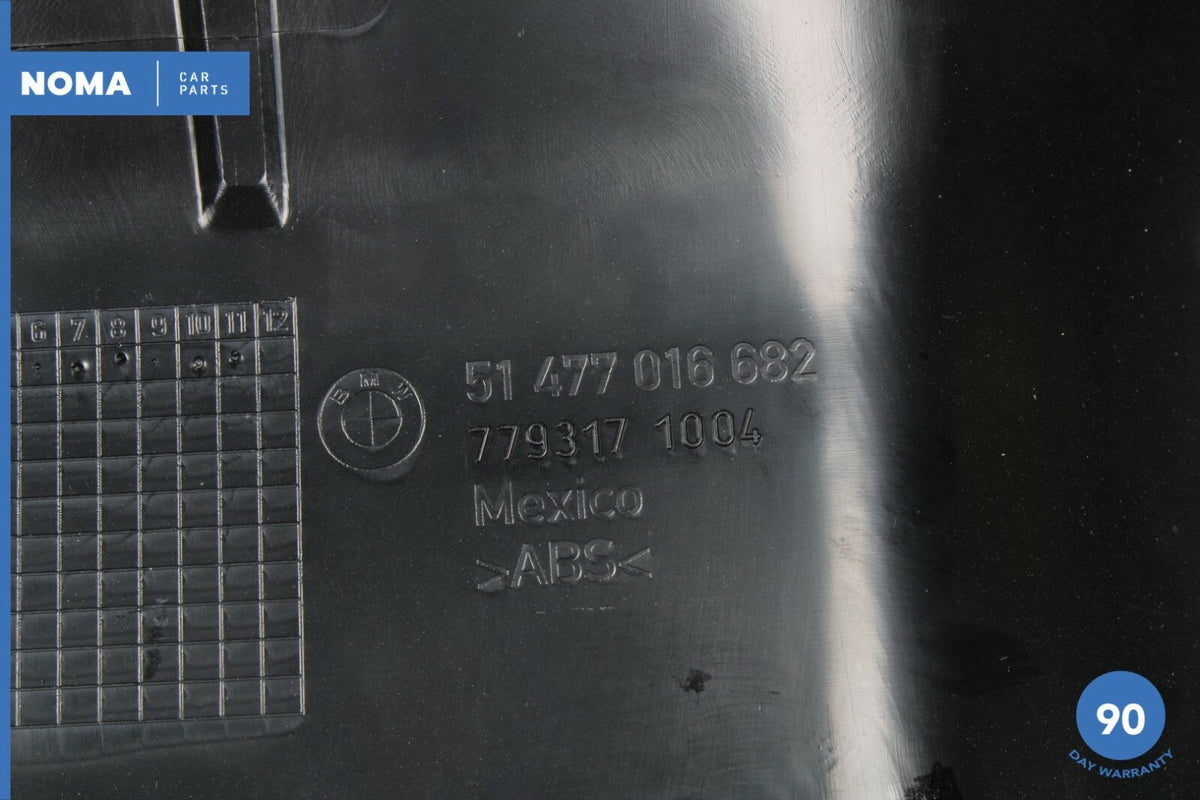 NOMA
CAR
PARTS
6 7 8 9 10 11 12
BMW
51 477 016 682
779317 1004
Mexico
>ABS<
90
DAY WARRANTY